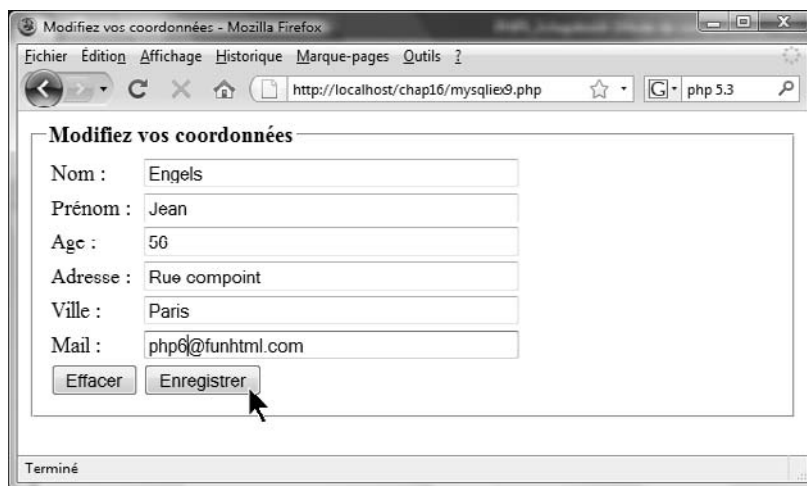 Modifiez vos coordonnées - Mozilla Firefox
Fichier Édition Affichage Historique Marque-pages Outils ?
http://localhost/chap16/mysqliex9.php G php 5.3
Modifiez vos coordonnées
Nom : Engels
Prénom : Jean
Age : 56
Adresse : Rue compoint
Ville : Paris
Mail : php6@funhtml.com
Effacer Enregistrer
Terminé